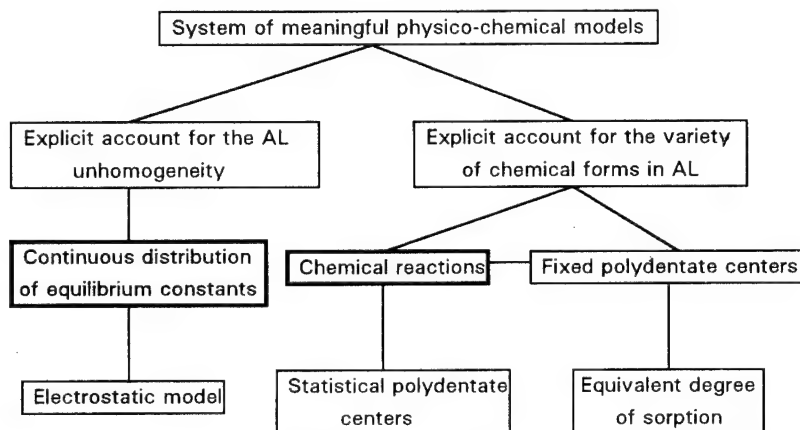 System of meaningful physico-chemical models
Explicit account for the AL
unhomogeneity
Explicit account for the variety
of chemical forms in AL
Continuous distribution
of equilibrium constants
Chemical reactions
Fixed polydentate centers
Electrostatic model
Statistical polydentate
centers
Equivalent degree
of sorption